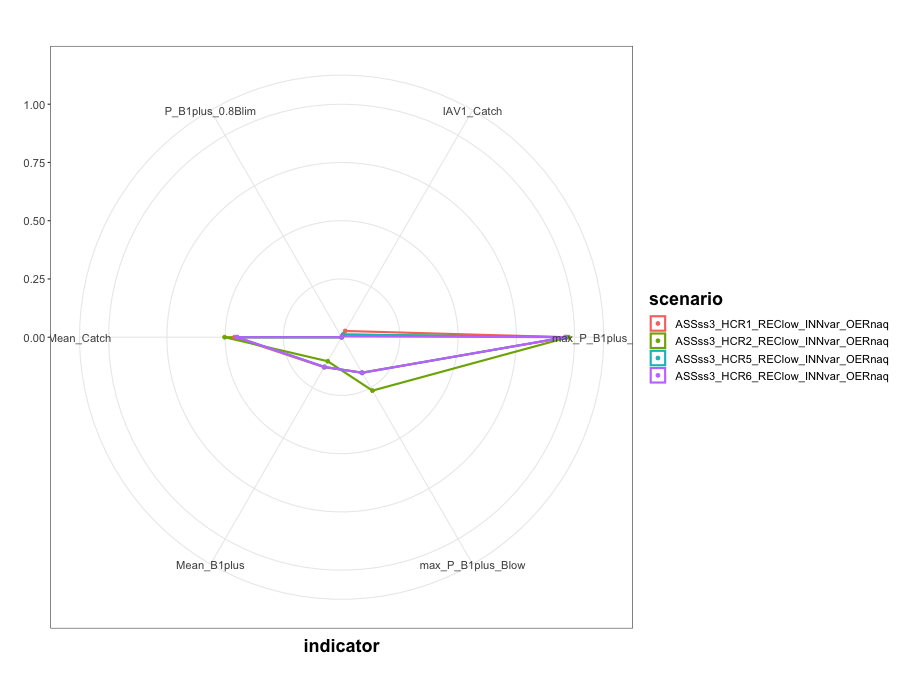 P_B1plus_0.8Blim
IAV1_Catch
1.00
0.75
0.50
0.25
0.00
Mean_Catch
max_P_B1plus_
Mean_B1plus
max_P_B1plus_Blow
indicator
scenario
ASSss3_HCR1_REClow_INNvar_OERnaq
ASSss3_HCR2_REClow_INNvar_OERnaq
ASSss3_HCR5_REClow_INNvar_OERnaq
ASSss3_HCR6_REClow_INNvar_OERnaq